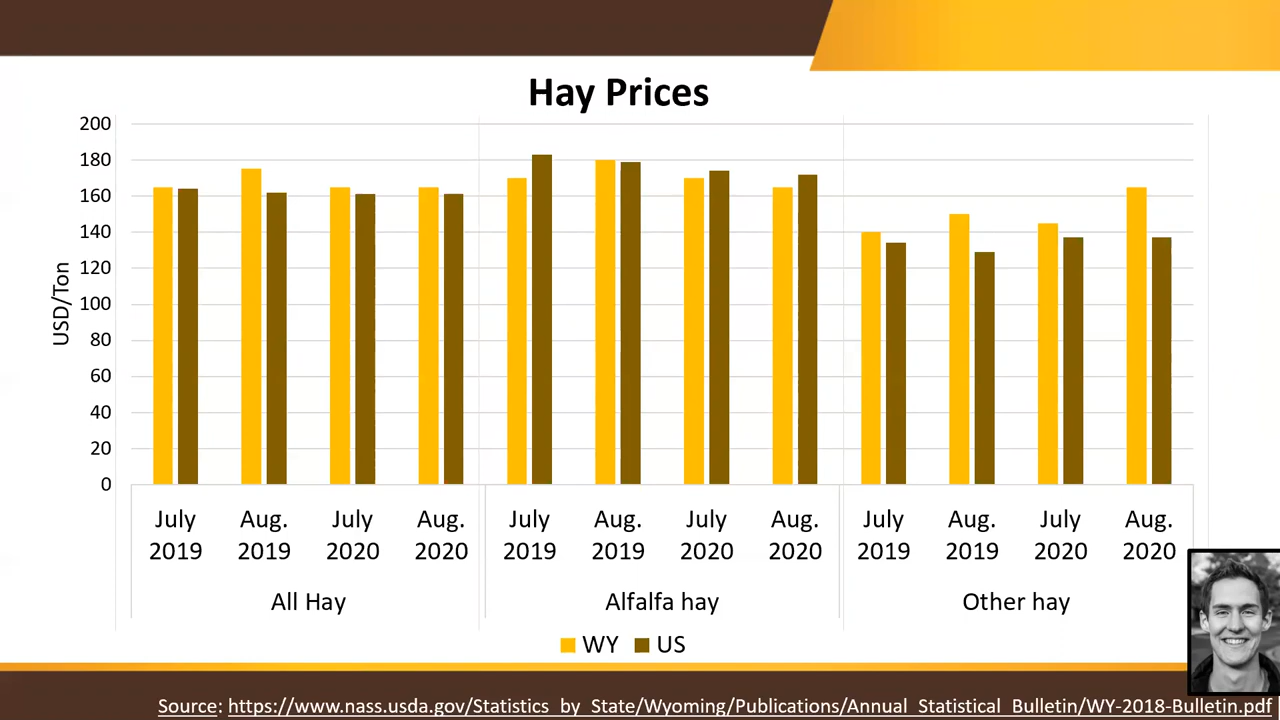 Hay Prices
200
180
160
140
120
100
80
60
40
20
0
USD/Ton
July 2019 Aug. 2019 July 2020 Aug. 2020 July 2019 Aug. 2019 July 2020 Aug. 2020 July 2019 Aug. 2019 July 2020 Aug. 2020
All Hay Alfalfa hay Other hay
WY US
Source: https://www.nass.usda.gov/Statistics_by_State/Wyoming/Publications/Annual_Statistical_Bulletin/WY-2018-Bulletin.pdf